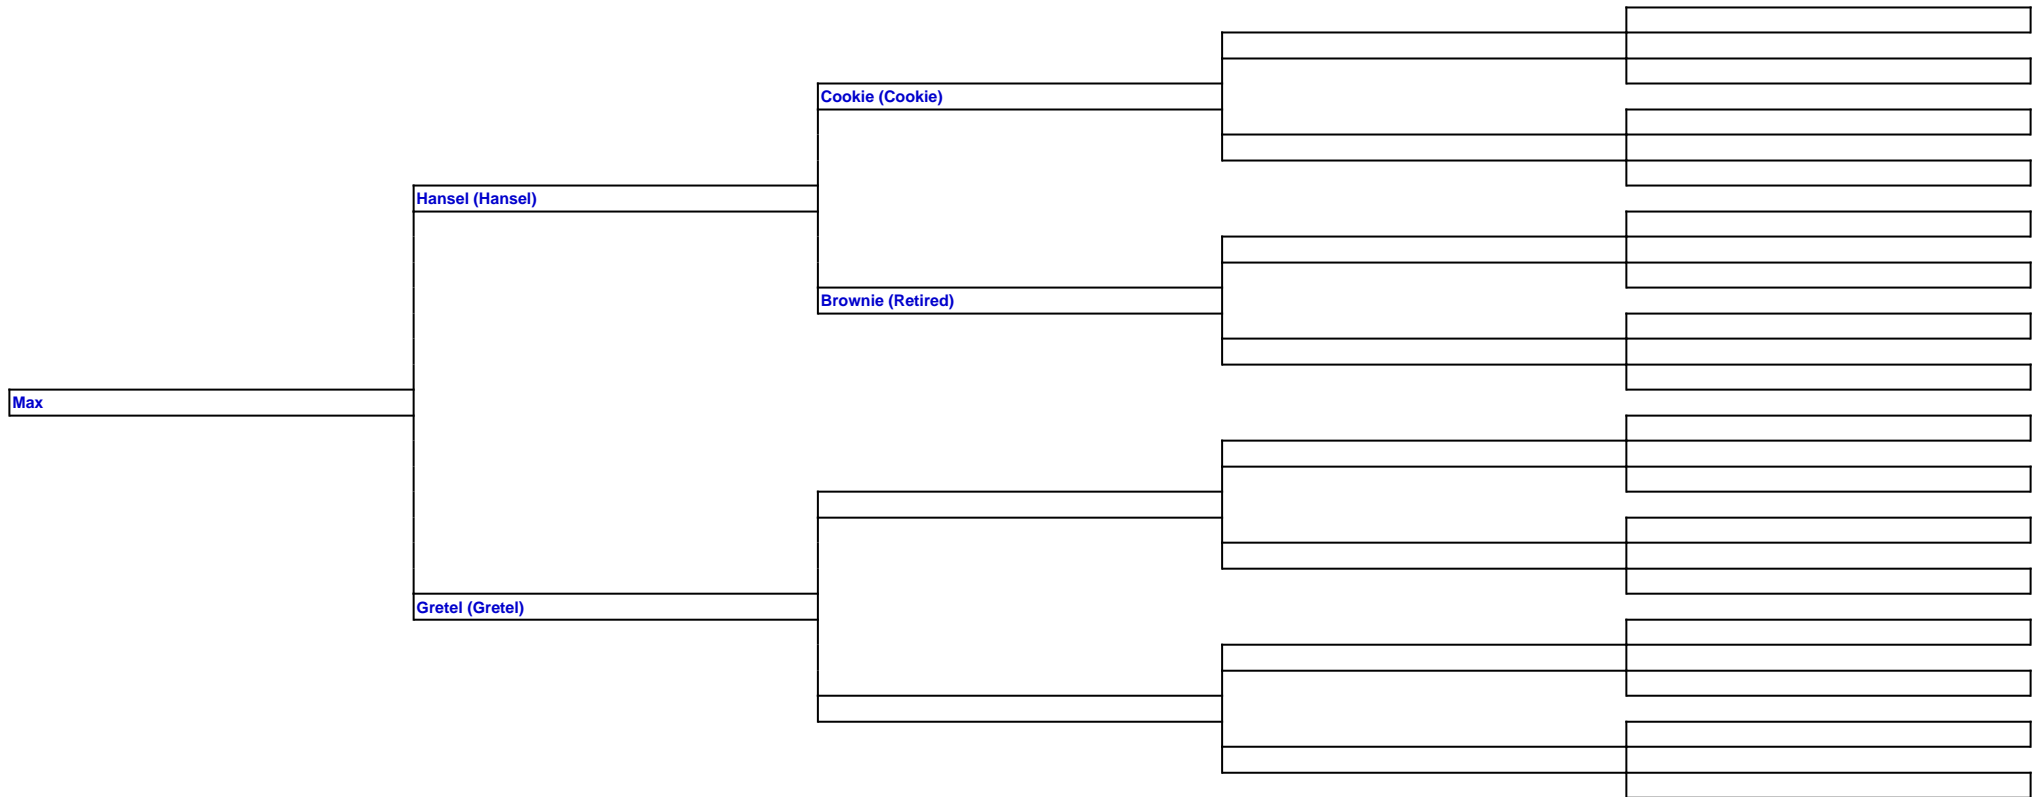 Cookie (Cookie)
Hansel (Hansel)
Brownie (Retired)
Max
Gretel (Gretel)